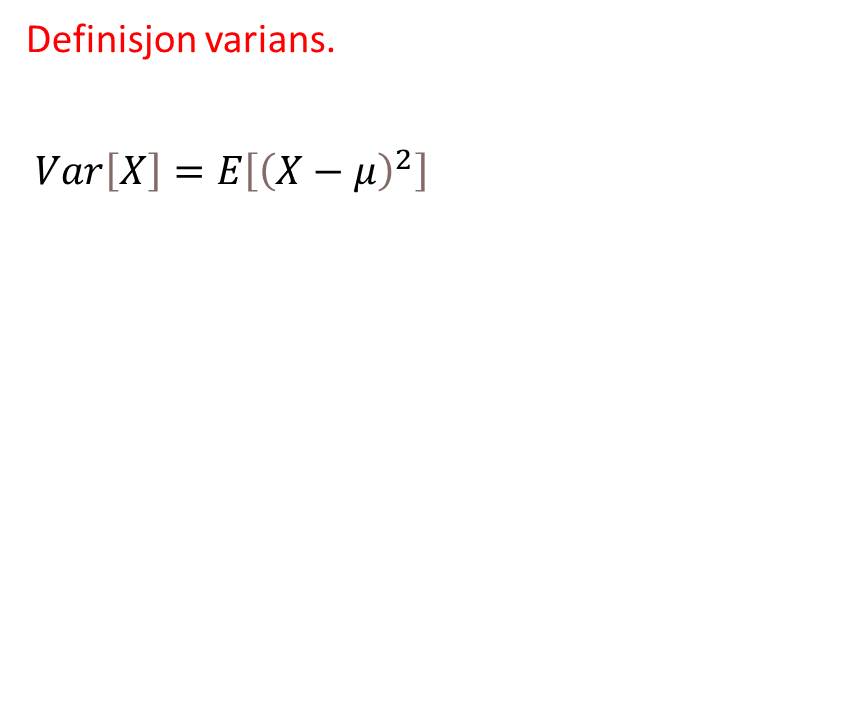 Definisjon varians.
Var[X] = E[(X − μ)²]